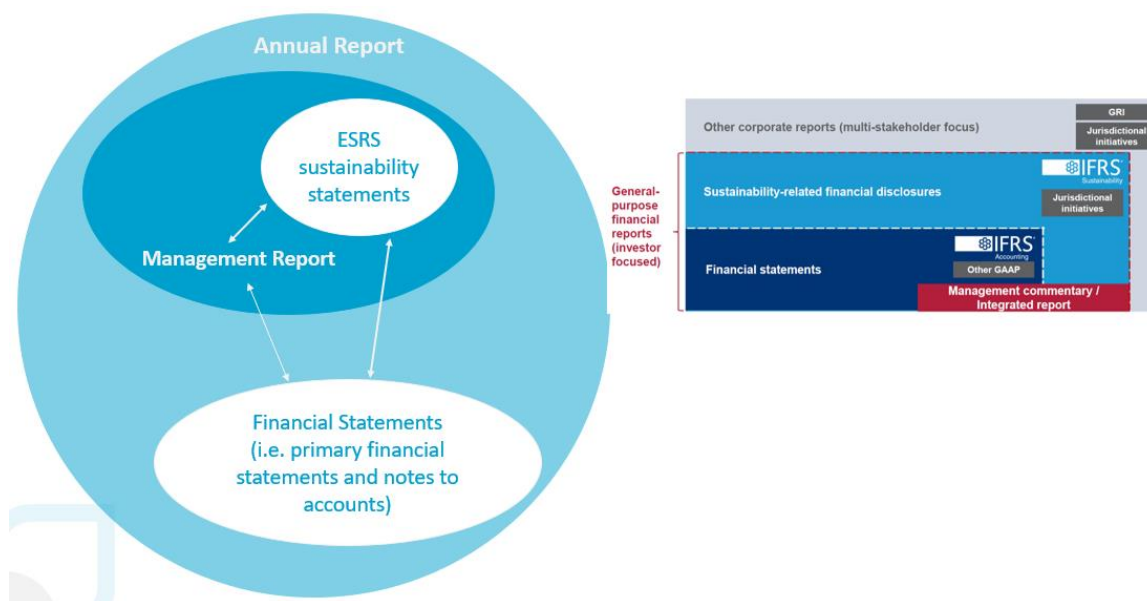 Annual Report
ESRS
sustainability
statements
Management Report
Financial Statements
(i.e. primary financial
statements and notes to
accounts)
Other corporate reports (multi-stakeholder focus)
GRI
Jurisdictional
initiatives
General-
purpose
financial
reports
(investor
focused)
Sustainability-related financial disclosures
IFRS
Sustainability
Jurisdictional
initiatives
Financial statements
IFRS
Accounting
Other GAAP
Management commentary /
Integrated report